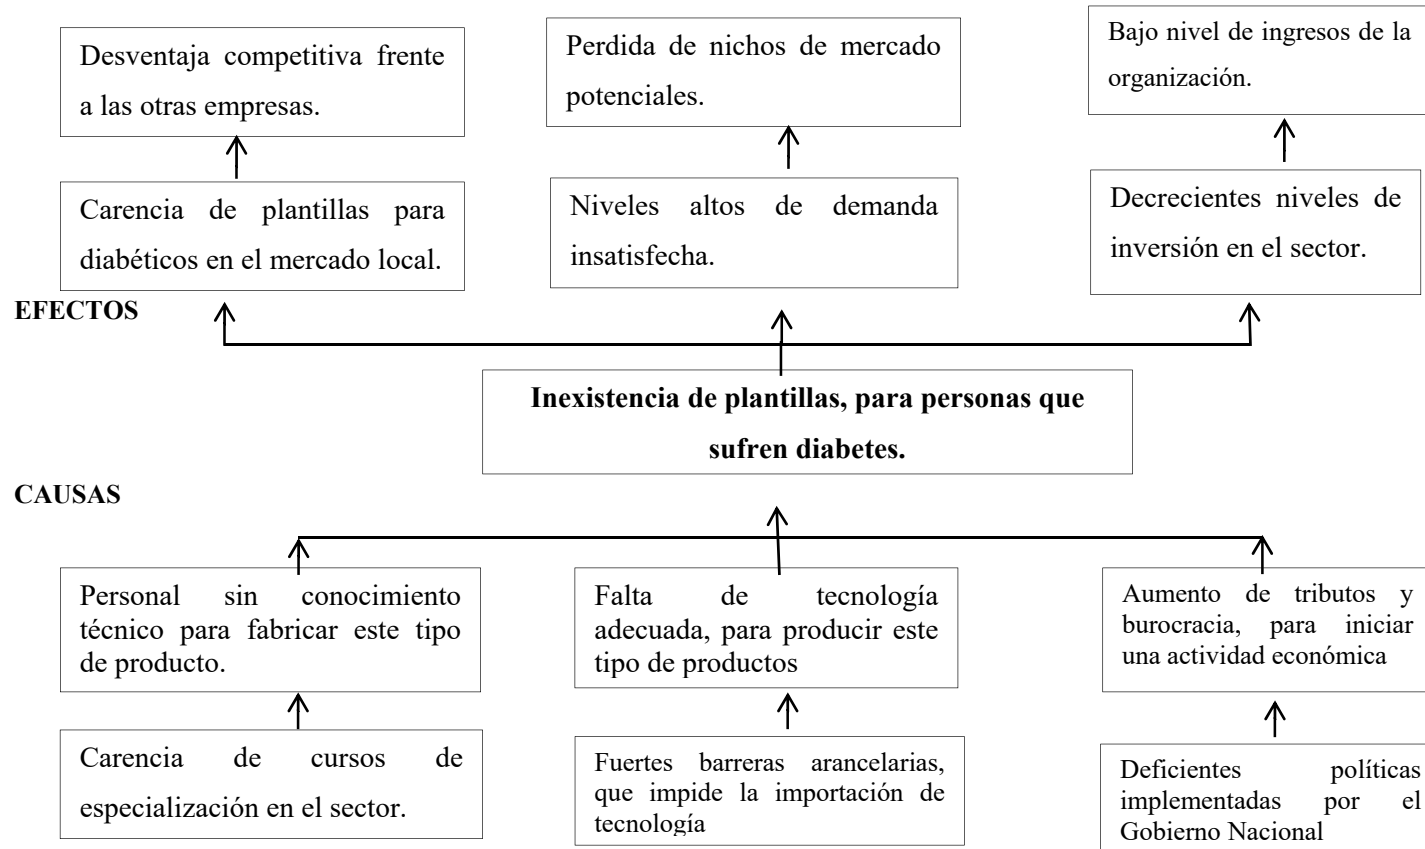 Desventaja competitiva frente
a las otras empresas.
Perdida de nichos de mercado
potenciales.
Bajo nivel de ingresos de la
organización.
Carencia de plantillas para
diabéticos en el mercado local.
Niveles altos de demanda
insatisfecha.
Decrecientes niveles de
inversión en el sector.
EFECTOS
Inexistencia de plantillas, para personas que
sufren diabetes.
CAUSAS
Personal sin conocimiento
técnico para fabricar este tipo
de producto.
Falta de tecnología
adecuada, para producir este
tipo de productos
Aumento de tributos y
burocracia, para iniciar
una actividad económica
Carencia de cursos de
especialización en el sector.
Fuertes barreras arancelarias,
que impide la importación de
tecnología
Deficientes políticas
implementadas por el
Gobierno Nacional